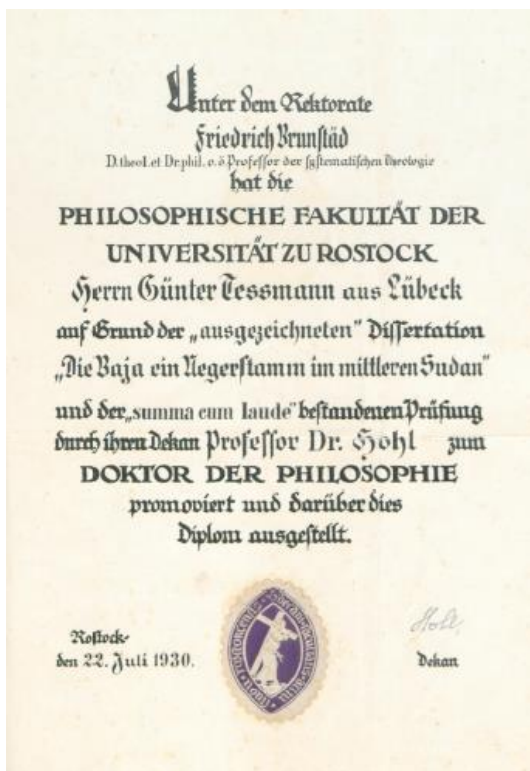 Unter dem Rektorate
Friedrich Brunſtäd
D. theol. et Dr. phil. o. ö. Profeſſor der ſyſtematiſchen Theologie
hat die
PHILOSOPHISCHE FAKULTÄT DER
UNIVERSITÄT ZU ROSTOCK
Herrn Günter Tessmann aus Lübeck
auf Grund der „ausgezeichneten" Diſſertation
„Die Baja ein Negerſtamm im mittleren Sudan"
und der „summa cum laude" beſtandenen Prüfung
durch ihren Dekan Profeſſor Dr. Hohl zum
DOKTOR DER PHILOSOPHIE
promoviert und darüber dies
Diplom ausgeſtellt.
Roſtock
den 22. Juli 1930.
Dekan